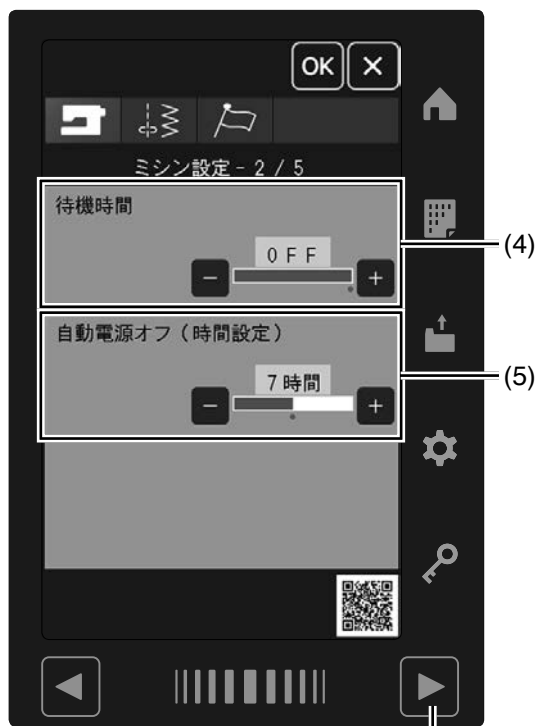 OK ×
ミシン設定 - 2 / 5
待機時間
OFF
− +
(4)
自動電源オフ(時間設定)
7時間
− +
(5)